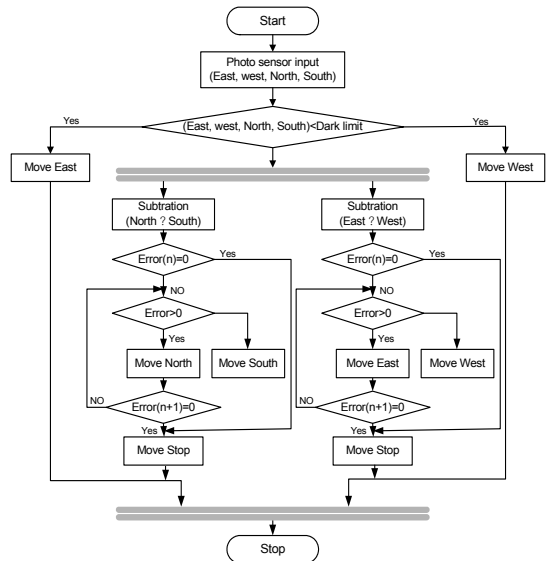 Start
Photo sensor input
(East, west, North, South)
(East, west, North, South)<Dark limit
Yes
Yes
Move East
Move West
Subtration
(North ? South)
Subtration
(East ? West)
Error(n)=0
Yes
Error(n)=0
Yes
NO
NO
Error>0
Error>0
Yes
Yes
Move North
Move South
Move East
Move West
NO
Error(n+1)=0
NO
Error(n+1)=0
Yes
Yes
Move Stop
Move Stop
Stop